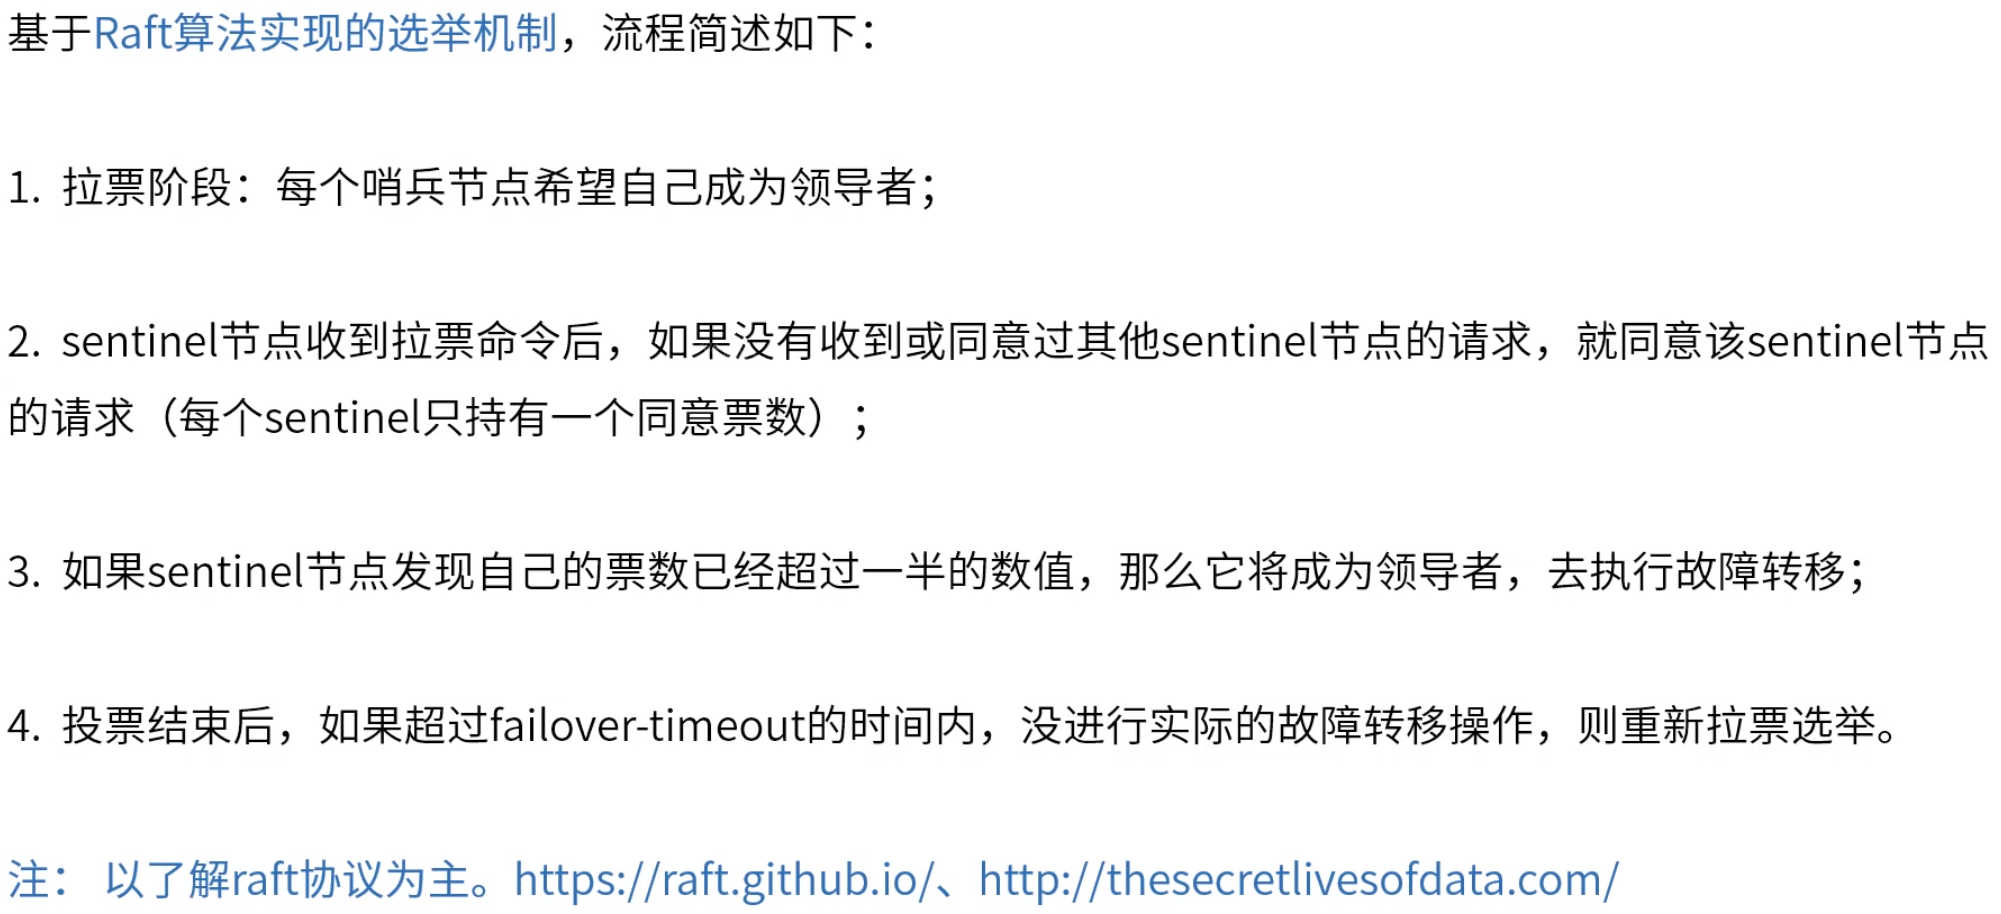 基于Raft算法实现的选举机制，流程简述如下：
1. 拉票阶段：每个哨兵节点希望自己成为领导者；
2. sentinel节点收到拉票命令后，如果没有收到或同意过其他sentinel节点的请求，就同意该sentinel节点
的请求（每个sentinel只持有一个同意票数）；
3. 如果sentinel节点发现自己的票数已经超过一半的数值，那么它将成为领导者，去执行故障转移；
4. 投票结束后，如果超过failover-timeout的时间内，没进行实际的故障转移操作，则重新拉票选举。
注： 以了解raft协议为主。https://raft.github.io/、http://thesecretlivesofdata.com/